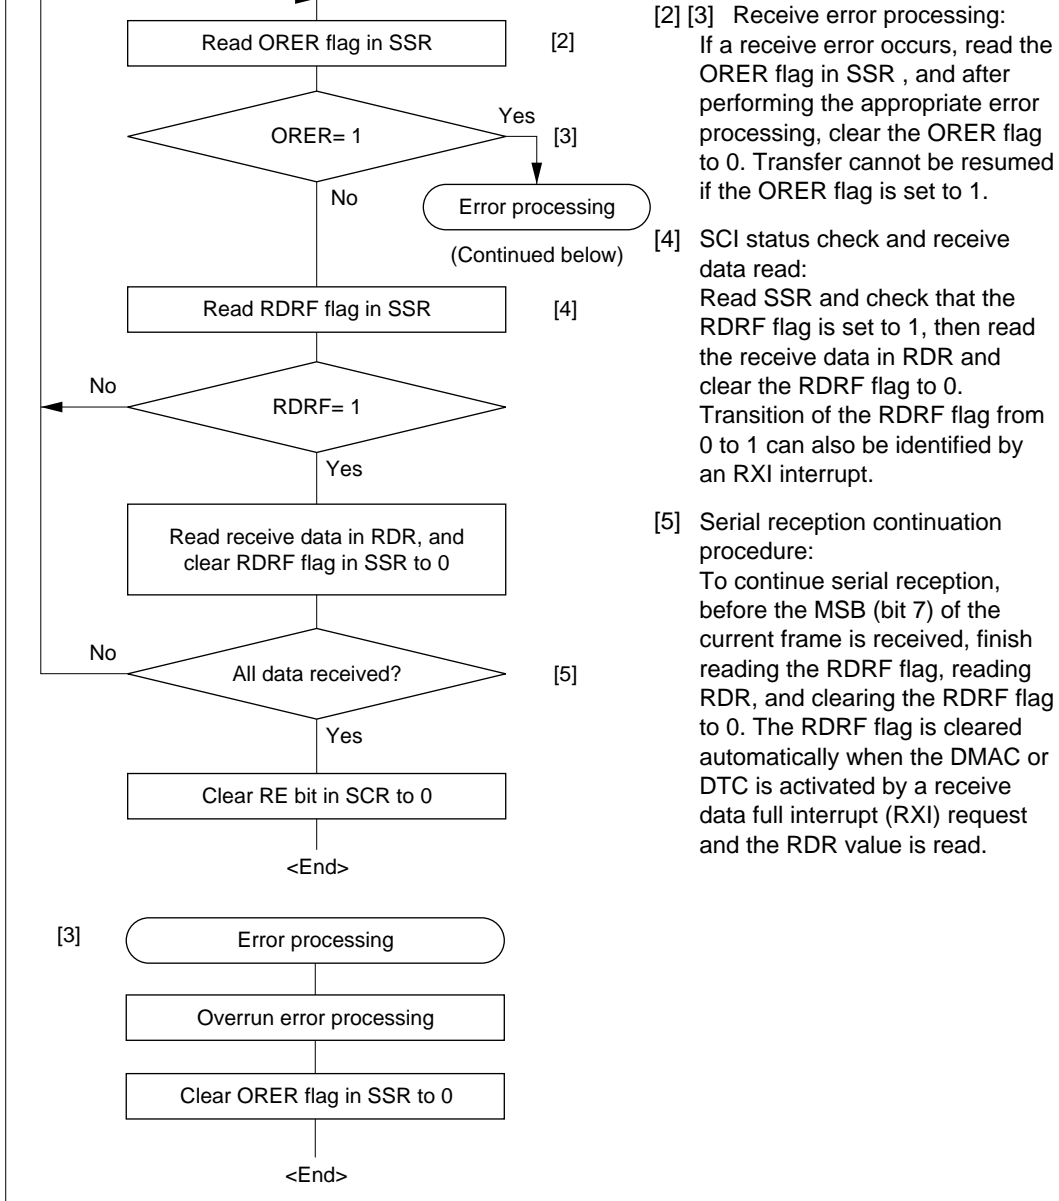 Read ORER flag in SSR
[2]
ORER= 1
Yes
[3]
No
Error processing
(Continued below)
Read RDRF flag in SSR
[4]
No
RDRF= 1
Yes
Read receive data in RDR, and
clear RDRF flag in SSR to 0
No
All data received?
[5]
Yes
Clear RE bit in SCR to 0
<End>
[3]
Error processing
Overrun error processing
Clear ORER flag in SSR to 0
<End>
[2] [3] Receive error processing:
If a receive error occurs, read the
ORER flag in SSR , and after
performing the appropriate error
processing, clear the ORER flag
to 0. Transfer cannot be resumed
if the ORER flag is set to 1.
[4] SCI status check and receive
data read:
Read SSR and check that the
RDRF flag is set to 1, then read
the receive data in RDR and
clear the RDRF flag to 0.
Transition of the RDRF flag from
0 to 1 can also be identified by
an RXI interrupt.
[5] Serial reception continuation
procedure:
To continue serial reception,
before the MSB (bit 7) of the
current frame is received, finish
reading the RDRF flag, reading
RDR, and clearing the RDRF flag
to 0. The RDRF flag is cleared
automatically when the DMAC or
DTC is activated by a receive
data full interrupt (RXI) request
and the RDR value is read.